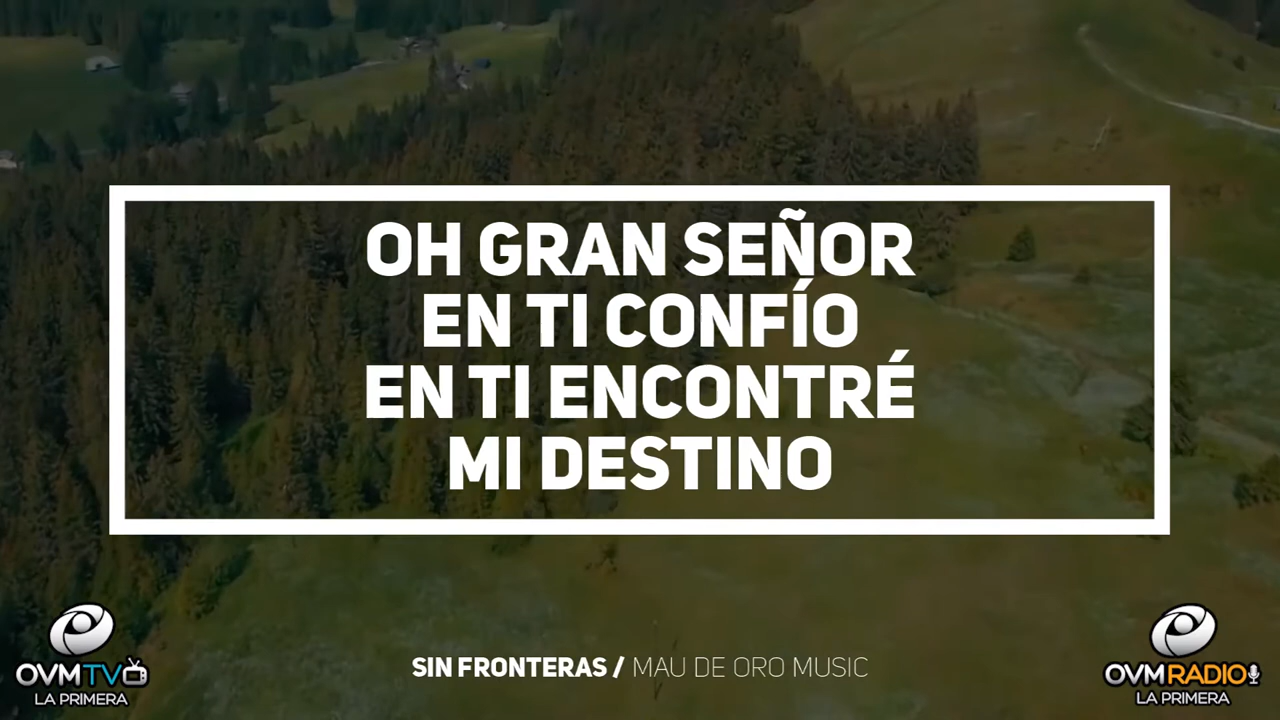 OH GRAN SEÑOR
EN TI CONFÍO
EN TI ENCONTRÉ
MI DESTINO
SIN FRONTERAS / MAU DE ORO MUSIC
OVMTV
LA PRIMERA
OVMRADIO
LA PRIMERA